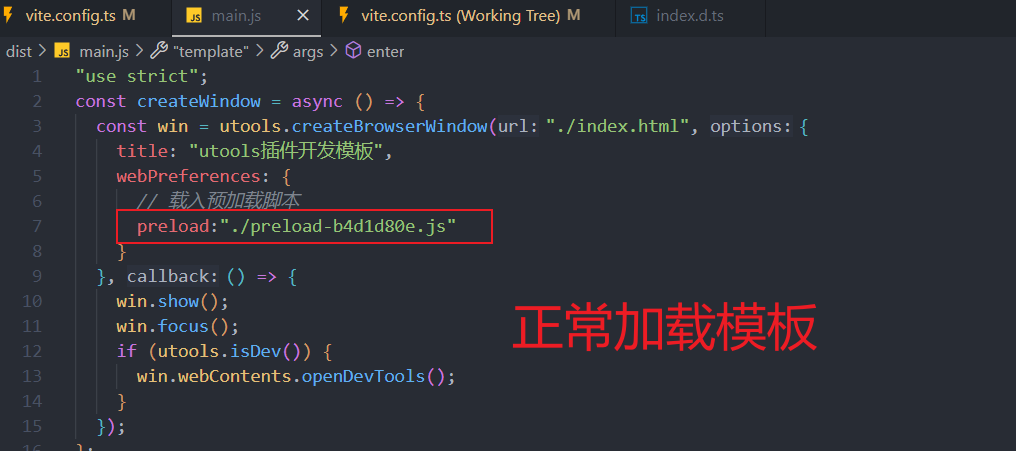 vite.config.ts M
main.js
vite.config.ts (Working Tree) M
index.d.ts
dist > JS main.js > "template" > args > enter
1 "use strict";
2 const createWindow = async () => {
3 const win = utools.createBrowserWindow(url: "./index.html", options: {
4 title: "utools插件开发模板",
5 webPreferences: {
6 // 载入预加载脚本
7 preload:"./preload-b4d1d80e.js"
8 }
9 }, callback: () => {
10 win.show();
11 win.focus();
12 if (utools.isDev()) {
13 win.webContents.openDevTools();
14 }
15 });
16 };
正常加载模板